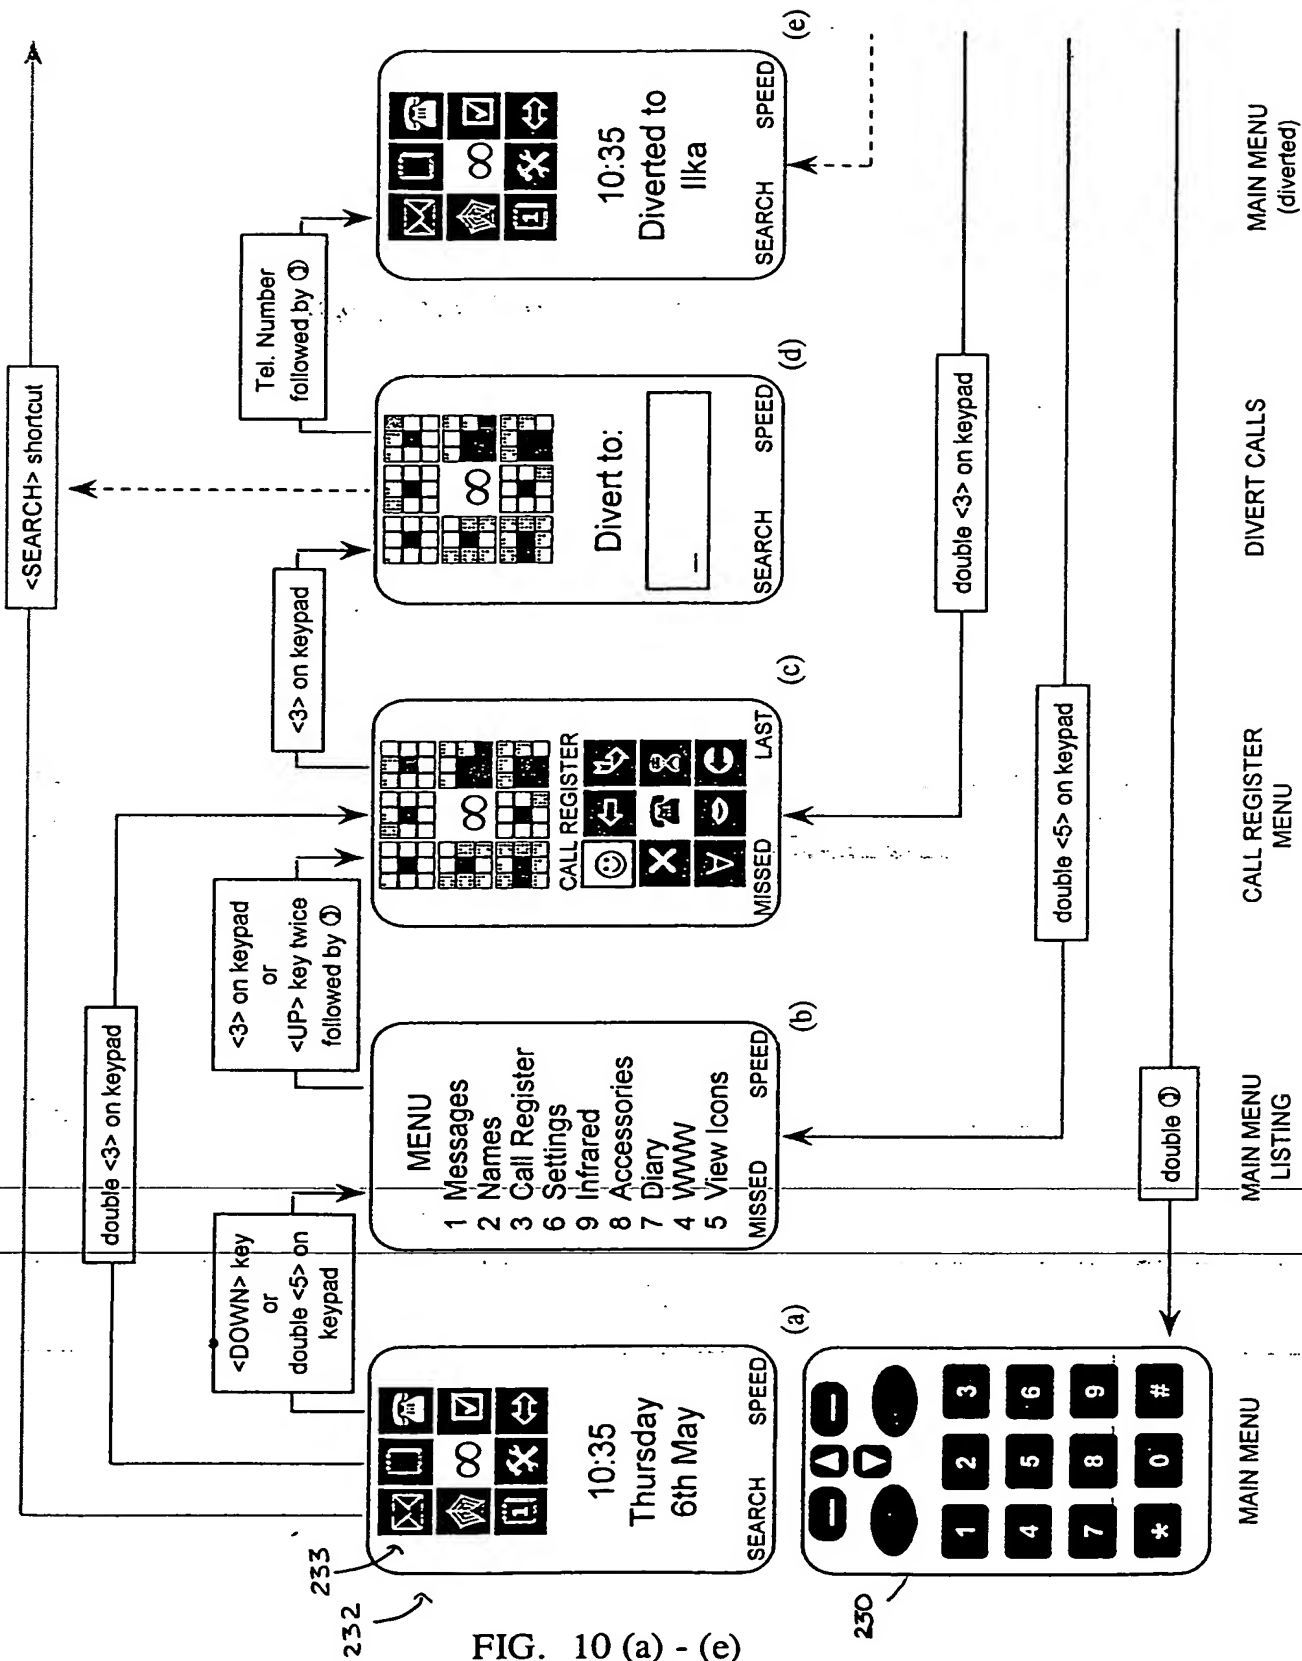 <SEARCH> shortcut
double <3> on keypad
<DOWN> key
or
double <5> on
keypad
<3> on keypad
or
<UP> key twice
followed by
<3> on keypad
Tel. Number
followed by
232
233
10:35
Thursday
6th May
SEARCH SPEED
(a)
MENU
1 Messages
2 Names
3 Call Register
6 Settings
9 Infrared
8 Accessories
7 Diary
4 WWW
5 View Icons
MISSED SPEED
(b)
CALL REGISTER
A
MISSED LAST
(c)
Divert to:
SEARCH SPEED
(d)
1
10:35
Diverted to
Ilka
SEARCH SPEED
(e)
230
1 2 3
4 5 6
7 8 9
* 0 #
double <3> on keypad
double <5> on keypad
double
MAIN MENU
MAIN MENU
LISTING
CALL REGISTER
MENU
DIVERT CALLS
MAIN MENU
(diverted)
FIG. 10 (a) - (e)